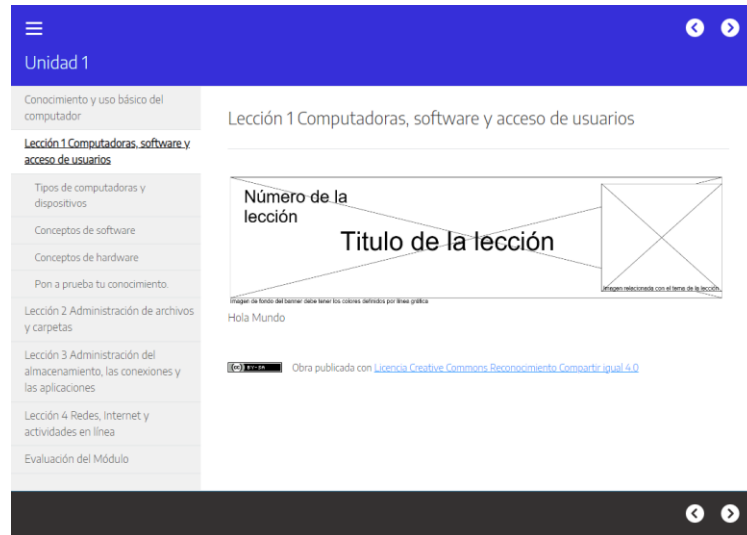 Unidad 1
Conocimiento y uso básico del
computador
Lección 1 Computadoras, software y
acceso de usuarios
Tipos de computadoras y
dispositivos
Conceptos de software
Conceptos de hardware
Pon a prueba tu conocimiento.
Lección 2 Administración de archivos
y carpetas
Lección 3 Administración del
almacenamiento, las conexiones y
las aplicaciones
Lección 4 Redes, Internet y
actividades en línea
Evaluación del Módulo
Lección 1 Computadoras, software y acceso de usuarios
Número de la
lección
Titulo de la lección
Imagen relacionada con el tema de la lección
Imagen de fondo del banner debe tener los colores definidos por línea gráfica
Hola Mundo
(cc) BY-SA
Obra publicada con Licencia Creative Commons Reconocimiento Compartir igual 4.0